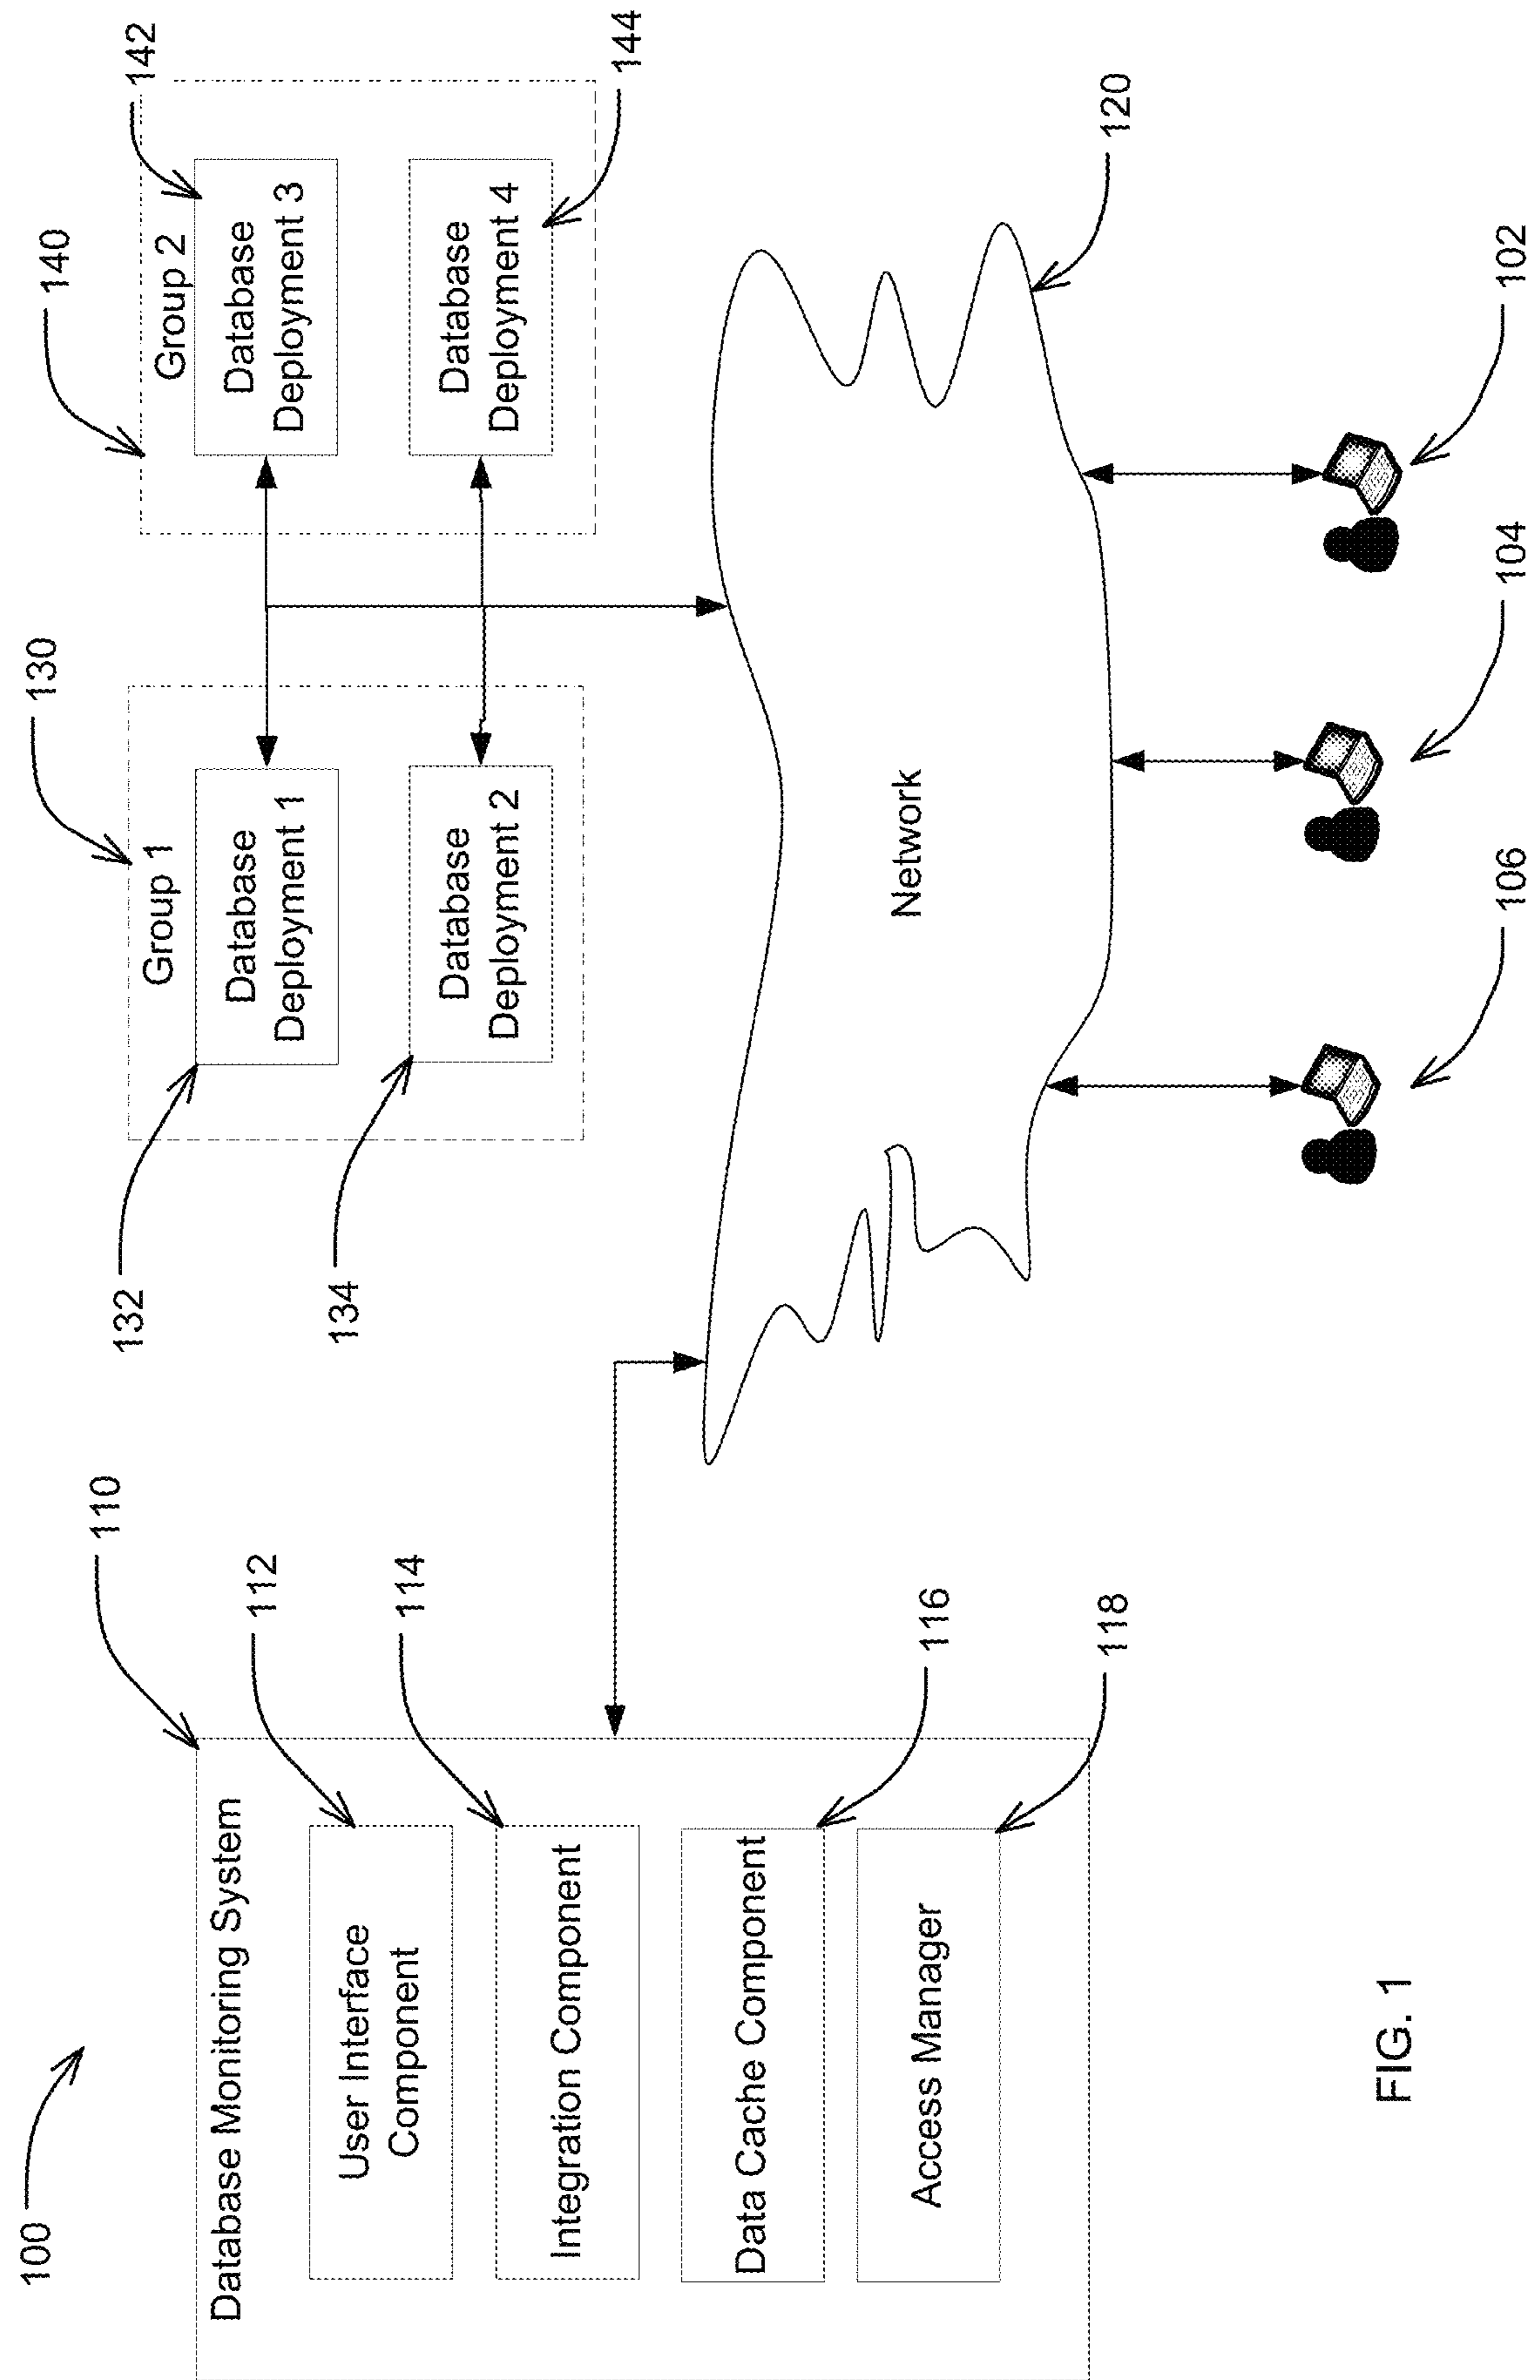 100
110
Database Monitoring System
112
User Interface
Component
114
Integration Component
116
Data Cache Component
118
Access Manager
130
Group 1
132
Database
Deployment 1
134
Database
Deployment 2
140
Group 2
142
Database
Deployment 3
144
Database
Deployment 4
Network
120
106
104
102
FIG. 1